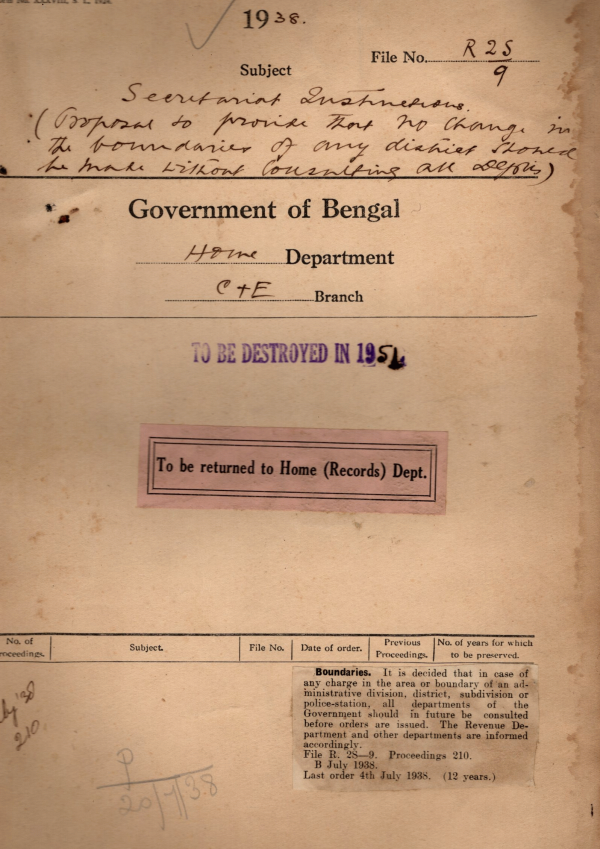 1938.
File No. R 2S
9
Subject
Secretariat Instructions.
(Proposal to provide that no change in
the boundaries of any district should
be made without consulting all Deptts)
Government of Bengal
Home Department
C+E Branch
TO BE DESTROYED IN 1951
To be returned to Home (Records) Dept.
No. of Proceedings. Subject. File No. Date of order. Previous Proceedings. No. of years for which to be preserved.
Boundaries. It is decided that in case of
any charge in the area or boundary of an ad-
ministrative division, district, subdivision or
police-station, all departments of the
Government should in future be consulted
before orders are issued. The Revenue De-
partment and other departments are informed
accordingly.
File R. 2S—9. Proceedings 210.
B July 1938.
Last order 4th July 1938. (12 years.)
210
P
20/7/38